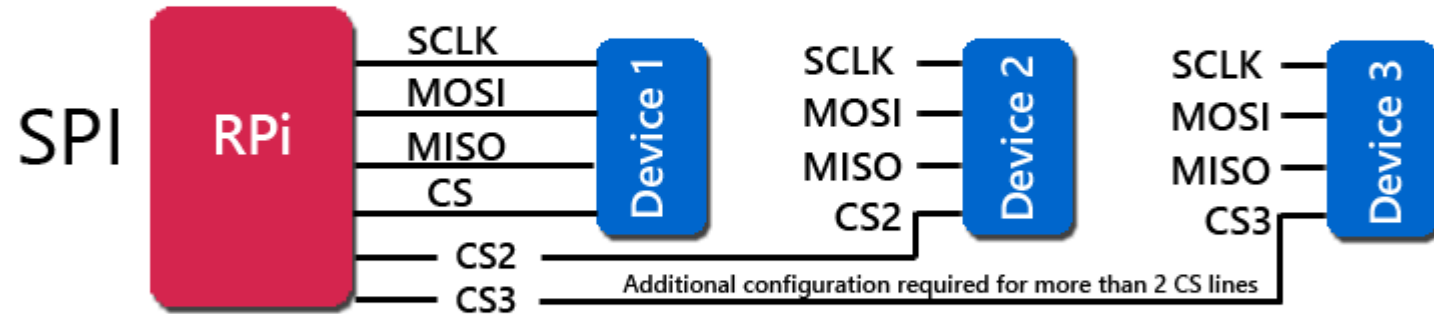 SPI
RPi
SCLK
MOSI
MISO
CS
CS2
CS3
Device 1
SCLK
MOSI
MISO
CS2
Device 2
SCLK
MOSI
MISO
CS3
Device 3
Additional configuration required for more than 2 CS lines